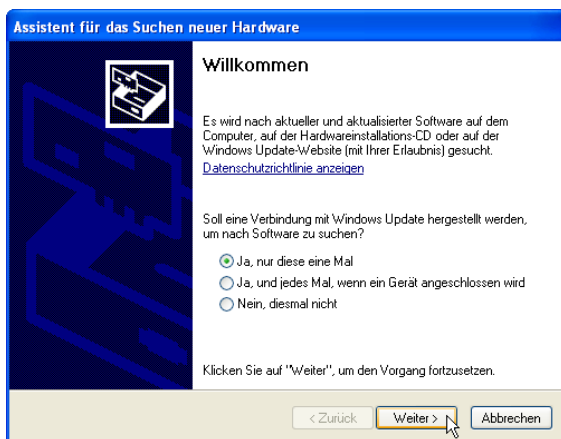 Assistent für das Suchen neuer Hardware
Willkommen
Es wird nach aktueller und aktualisierter Software auf dem
Computer, auf der Hardwareinstallations-CD oder auf der
Windows Update-Website (mit Ihrer Erlaubnis) gesucht.
Datenschutzrichtlinie anzeigen
Soll eine Verbindung mit Windows Update hergestellt werden,
um nach Software zu suchen?
Ja, nur diese eine Mal
Ja, und jedes Mal, wenn ein Gerät angeschlossen wird
Nein, diesmal nicht
Klicken Sie auf "Weiter", um den Vorgang fortzusetzen.
< Zurück Weiter > Abbrechen